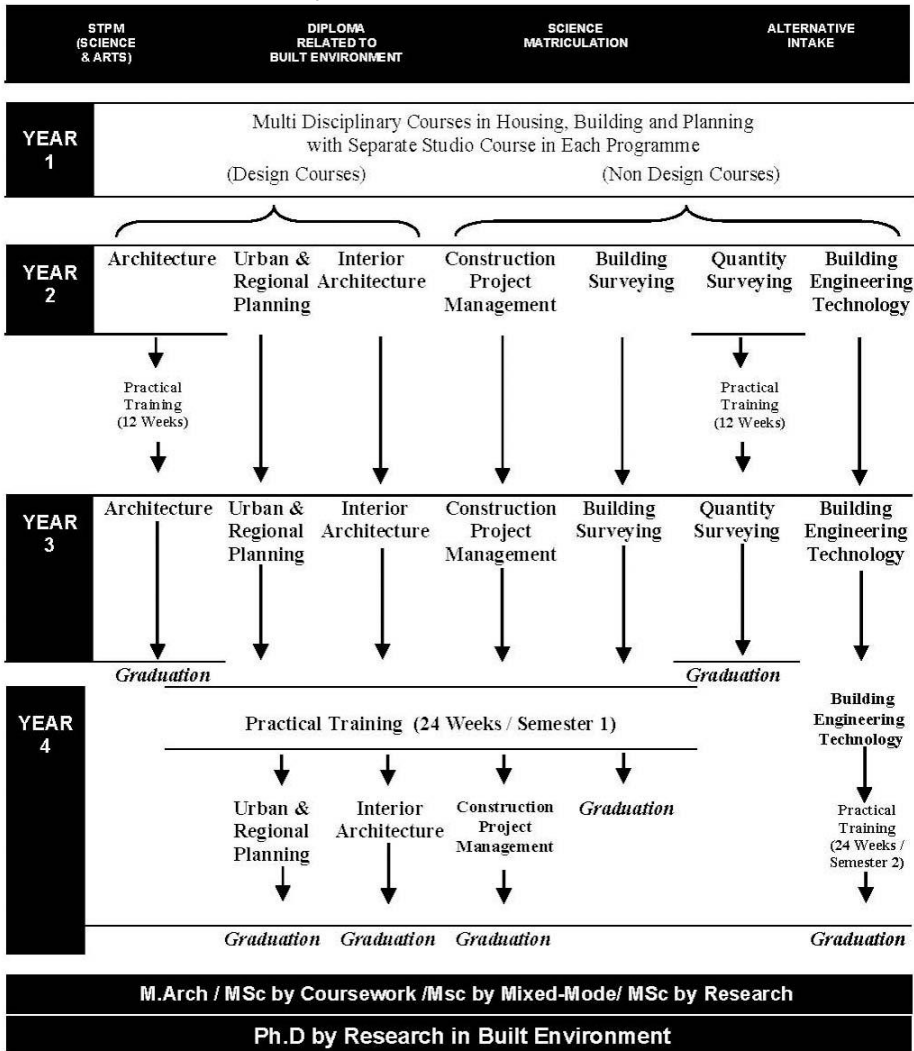 STPM
(SCIENCE
& ARTS)
DIPLOMA
RELATED TO
BUILT ENVIRONMENT
SCIENCE
MATRICULATION
ALTERNATIVE
INTAKE
YEAR
1
Multi Disciplinary Courses in Housing, Building and Planning
with Separate Studio Course in Each Programme
(Design Courses)
(Non Design Courses)
YEAR
2
Architecture
Urban &
Regional
Planning
Interior
Architecture
Construction
Project
Management
Building
Surveying
Quantity
Surveying
Building
Engineering
Technology
Practical
Training
(12 Weeks)
Practical
Training
(12 Weeks)
YEAR
3
Architecture
Urban &
Regional
Planning
Interior
Architecture
Construction
Project
Management
Building
Surveying
Quantity
Surveying
Building
Engineering
Technology
Graduation
Graduation
YEAR
4
Practical Training (24 Weeks / Semester 1)
Building
Engineering
Technology
Urban &
Regional
Planning
Interior
Architecture
Construction
Project
Management
Graduation
Practical
Training
(24 Weeks /
Semester 2)
Graduation
Graduation
Graduation
Graduation
M.Arch / MSc by Coursework /Msc by Mixed-Mode/ MSc by Research
Ph.D by Research in Built Environment